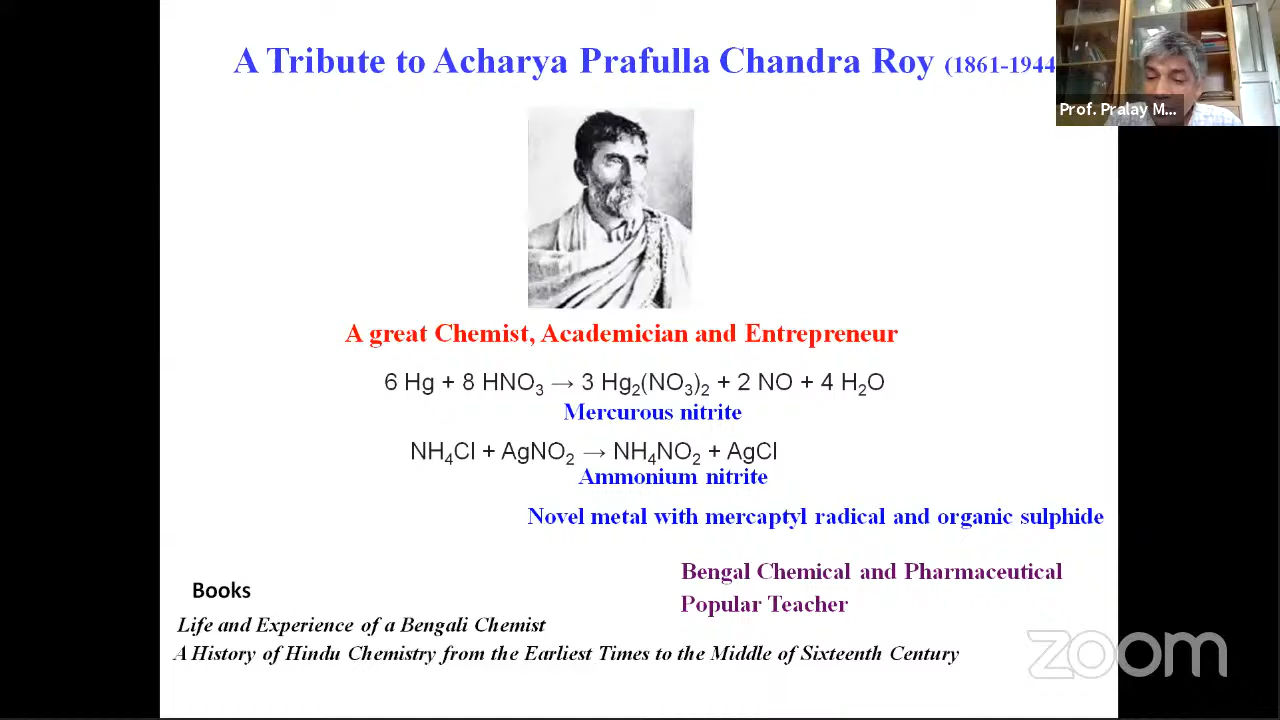 A Tribute to Acharya Prafulla Chandra Roy (1861-1944
Prof. Pralay M...
A great Chemist, Academician and Entrepreneur
6 Hg + 8 HNO₃ → 3 Hg₂(NO₃)₂ + 2 NO + 4 H₂O
Mercurous nitrite
NH₄Cl + AgNO₂ → NH₄NO₂ + AgCl
Ammonium nitrite
Novel metal with mercaptyl radical and organic sulphide
Bengal Chemical and Pharmaceutical
Popular Teacher
Books
Life and Experience of a Bengali Chemist
A History of Hindu Chemistry from the Earliest Times to the Middle of Sixteenth Century
zoom